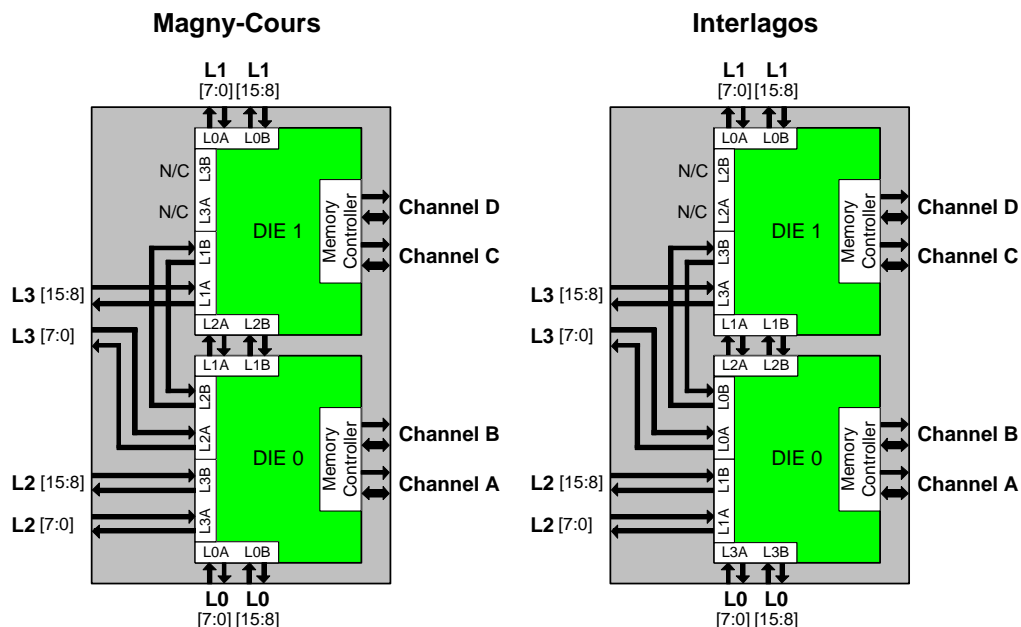 Magny-Cours
L1 L1
[7:0] [15:8]
L0A L0B
N/C L3B
N/C L3A
L1B
L1A
DIE 1
Memory
Controller
Channel D
Channel C
L3 [15:8]
L3 [7:0]
L2A L2B
L1A L1B
L2B
L2A
L3B
L3A
DIE 0
Memory
Controller
Channel B
Channel A
L2 [15:8]
L2 [7:0]
L0A L0B
L0 L0
[7:0] [15:8]
Interlagos
L1 L1
[7:0] [15:8]
L0A L0B
N/C L2B
N/C L2A
L3B
L3A
DIE 1
Memory
Controller
Channel D
Channel C
L3 [15:8]
L3 [7:0]
L1A L1B
L2A L2B
L0B
L0A
L1B
L1A
DIE 0
Memory
Controller
Channel B
Channel A
L2 [15:8]
L2 [7:0]
L3A L3B
L0 L0
[7:0] [15:8]